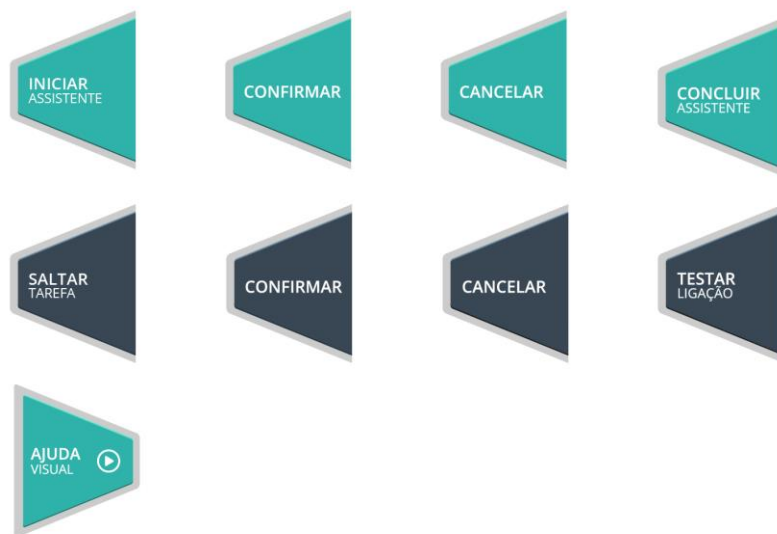 INICIAR
ASSISTENTE
CONFIRMAR
CANCELAR
CONCLUIR
ASSISTENTE
SALTAR
TAREFA
CONFIRMAR
CANCELAR
TESTAR
LIGAÇÃO
AJUDA
VISUAL